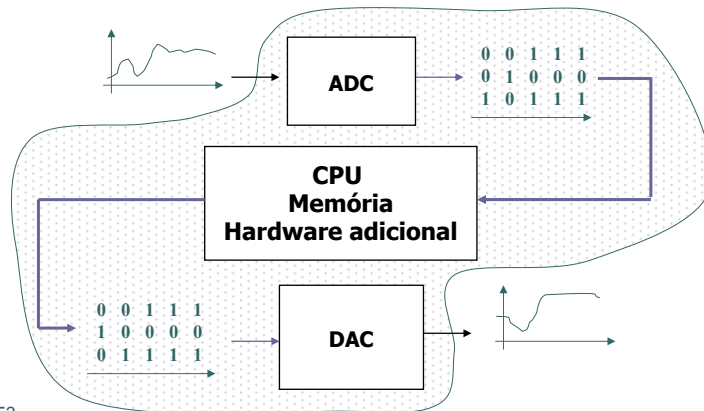 ADC
0 0 1 1 1
0 1 0 0 0
1 0 1 1 1
CPU
Memória
Hardware adicional
0 0 1 1 1
1 0 0 0 0
0 1 1 1 1
DAC